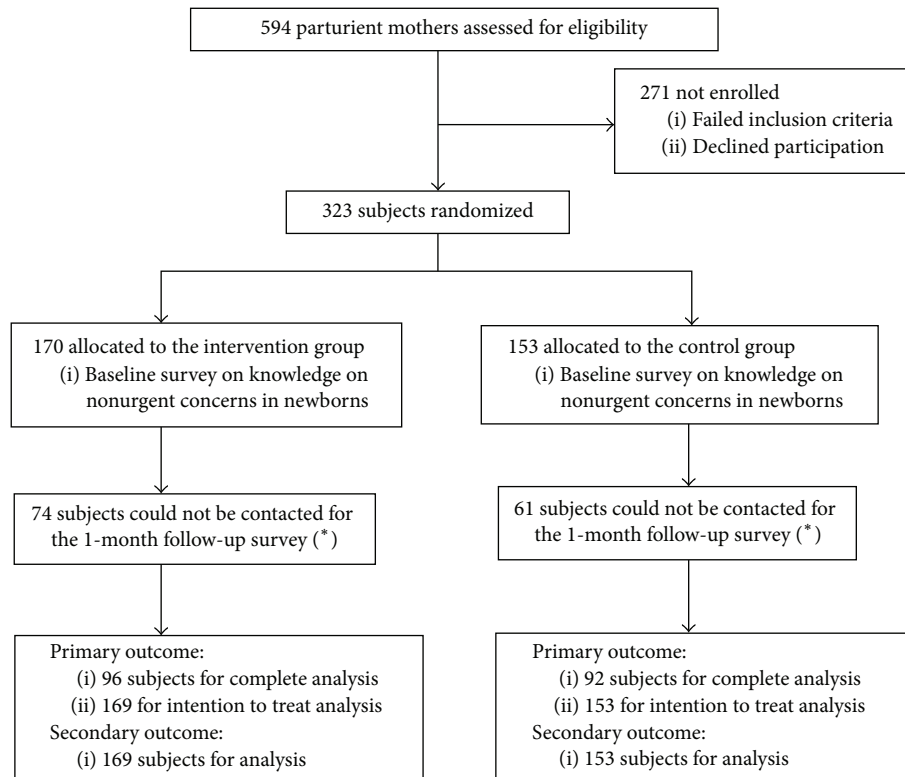 594 parturient mothers assessed for eligibility
271 not enrolled
(i) Failed inclusion criteria
(ii) Declined participation
323 subjects randomized
170 allocated to the intervention group
(i) Baseline survey on knowledge on
nonurgent concerns in newborns
153 allocated to the control group
(i) Baseline survey on knowledge on
nonurgent concerns in newborns
74 subjects could not be contacted for
the 1-month follow-up survey (*)
61 subjects could not be contacted for
the 1-month follow-up survey (*)
Primary outcome:
(i) 96 subjects for complete analysis
(ii) 169 for intention to treat analysis
Secondary outcome:
(i) 169 subjects for analysis
Primary outcome:
(i) 92 subjects for complete analysis
(ii) 153 for intention to treat analysis
Secondary outcome:
(i) 153 subjects for analysis